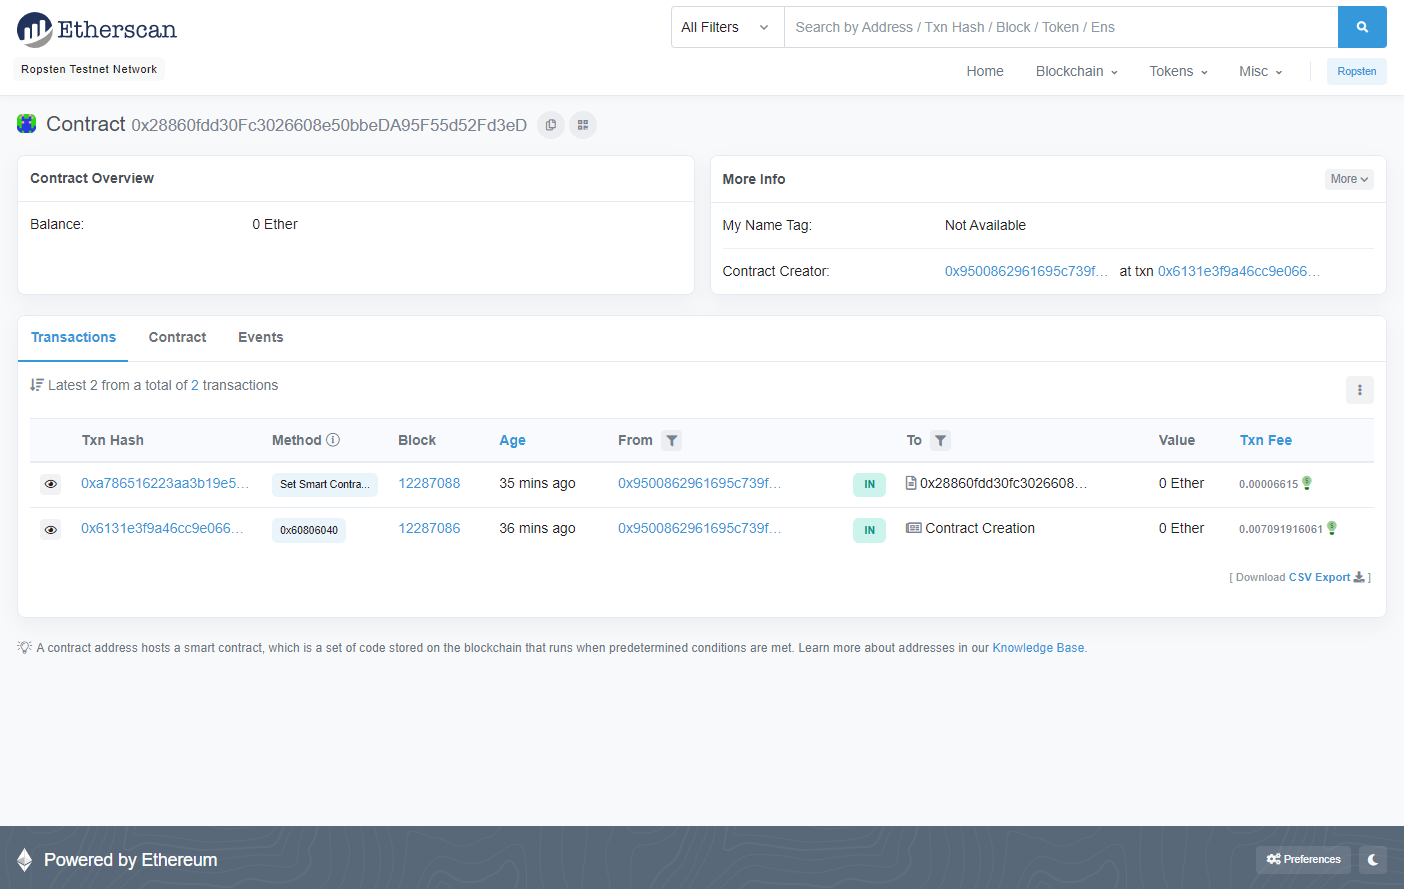 Etherscan
All Filters
Search by Address / Txn Hash / Block / Token / Ens
Ropsten Testnet Network
Home Blockchain Tokens Misc Ropsten
Contract 0x28860fdd30Fc3026608e50bbeDA95F55d52Fd3eD
Contract Overview
Balance: 0 Ether
More Info More
My Name Tag: Not Available
Contract Creator: 0x9500862961695c739f... at txn 0x6131e3f9a46cc9e066...
Transactions Contract Events
Latest 2 from a total of 2 transactions
Txn Hash Method Block Age From To Value Txn Fee
0xa786516223aa3b19e5... Set Smart Contra... 12287088 35 mins ago 0x9500862961695c739f... IN 0x28860fdd30fc3026608... 0 Ether 0.00006615
0x6131e3f9a46cc9e066... 0x60806040 12287086 36 mins ago 0x9500862961695c739f... IN Contract Creation 0 Ether 0.007091916061
[ Download CSV Export ]
A contract address hosts a smart contract, which is a set of code stored on the blockchain that runs when predetermined conditions are met. Learn more about addresses in our Knowledge Base.
Powered by Ethereum
Preferences